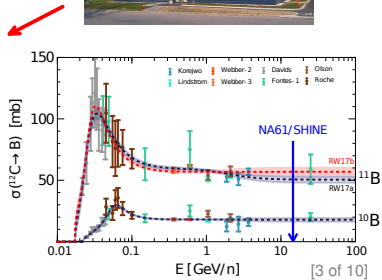 150
100
50
0
σ(¹²C→ B) [mb]
Korejwo
Webber- 2
Davids
Olson
Lindstrom
Webber- 3
Fontes- 1
Roche
NA61/SHINE
RW17b
¹¹B
RW17a
¹⁰B
0.01
0.1
1
10
100
E [GeV/n]
[3 of 10]